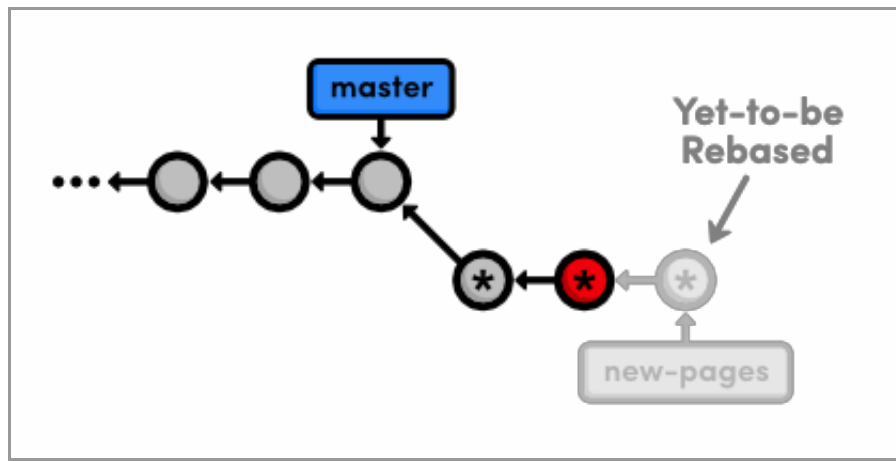 master
Yet-to-be
Rebased
...
* * *
new-pages